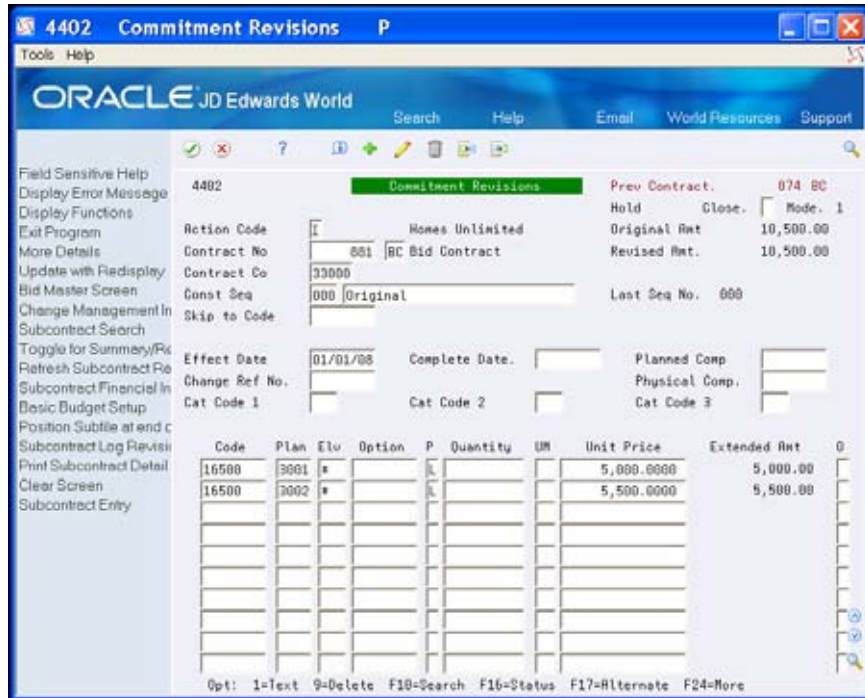 4402 Commitment Revisions P
Tools Help
ORACLE JD Edwards World
Search Help Email World Resources Support
Field Sensitive Help
Display Error Message
Display Functions
Exit Program
More Details
Update with Redisplay
Bid Master Screen
Change Management In
Subcontract Search
Toggle for Summary/Re
Refresh Subcontract Re
Subcontract Financial In
Basic Budget Setup
Position Subfile at end c
Subcontract Log Revisi
Print Subcontract Detail
Clear Screen
Subcontract Entry
4402 Commitment Revisions Prev Contract. 074 BC
Hold Close. Mode. 1
Action Code I Homes Unlimited Original Amt 10,500.00
Contract No 081 BC Bid Contract Revised Amt. 10,500.00
Contract Co 33000
Const Seq 000 Original Last Seq No. 000
Skip to Code
Effect Date 01/01/08 Complete Date. Planned Comp
Change Ref No. Physical Comp.
Cat Code 1 Cat Code 2 Cat Code 3
Code Plan Elv Option P Quantity UM Unit Price Extended Amt O
16500 3001 * L 5,000.0000 5,000.00
16500 3002 * L 5,500.0000 5,500.00
Opt: 1=Text 9=Delete F10=Search F16=Status F17=Alternate F24=More